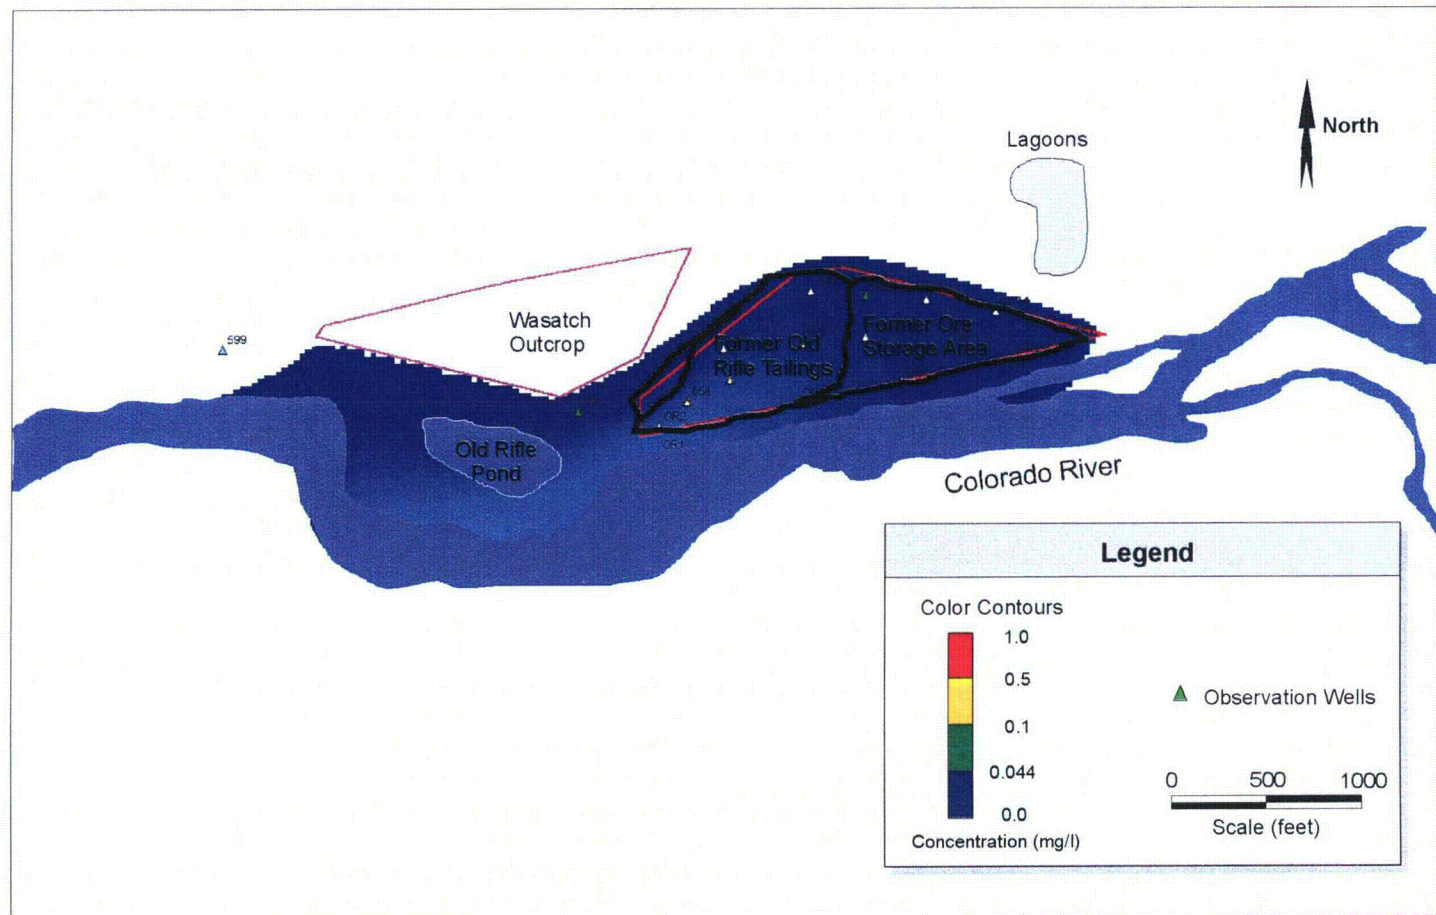 Lagoons
North
Wasatch
Outcrop
599
Former Ore
Storage Area
Former Old
Rifle Tailings
OR2
OR1
Old Rifle
Pond
Colorado River
Legend
Color Contours
1.0
0.5
0.1
0.044
0.0
Concentration (mg/l)
Observation Wells
0 500 1000
Scale (feet)